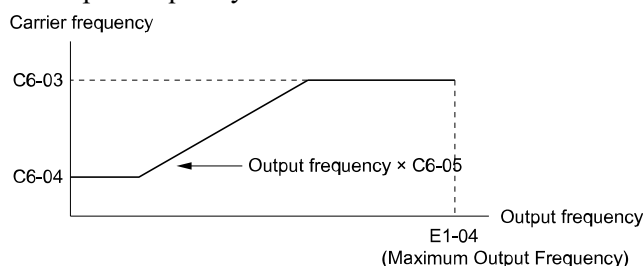 Carrier frequency
C6-03
Output frequency × C6-05
C6-04
Output frequency
E1-04
(Maximum Output Frequency)